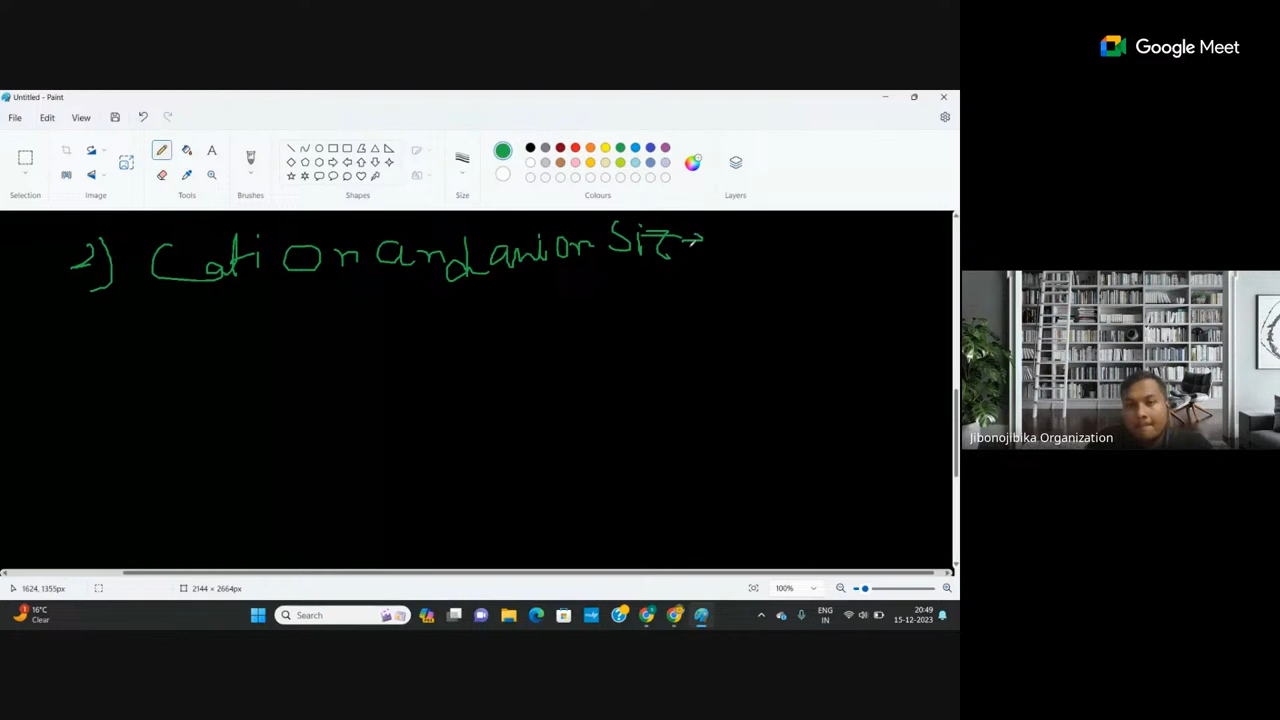 Google Meet
Untitled - Paint
File Edit View
Selection Image Tools Brushes Shapes Size Colours Layers
2) Cation and anion Size
Jibonojibika Organization
1624, 1355px 2144 × 2664px 100%
1 16°C
Clear
Search
ENG
IN
20:49
15-12-2023